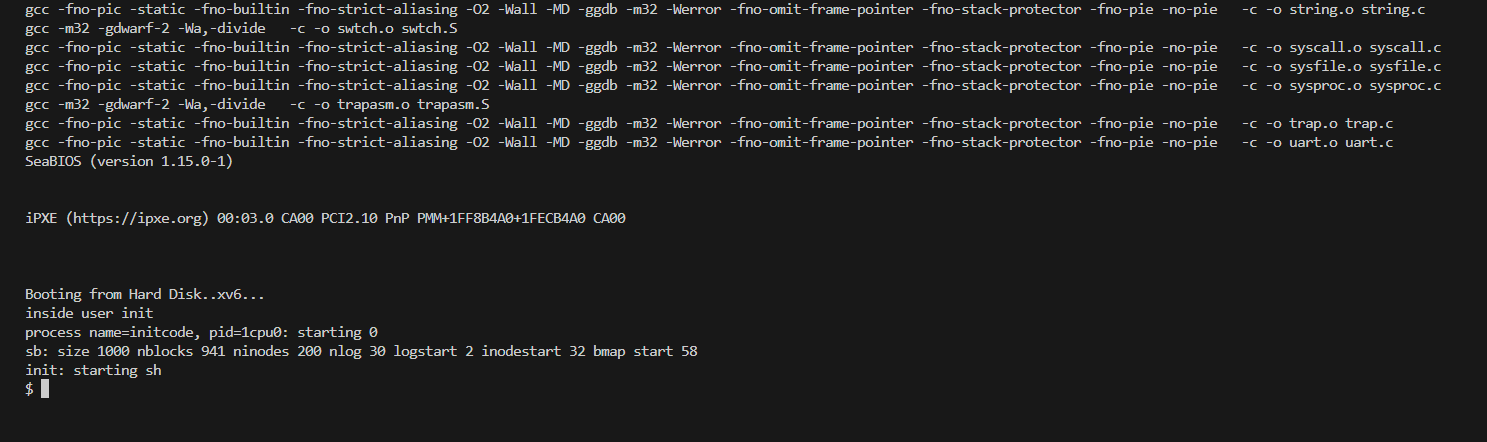 gcc -fno-pic -static -fno-builtin -fno-strict-aliasing -O2 -Wall -MD -ggdb -m32 -Werror -fno-omit-frame-pointer -fno-stack-protector -fno-pie -no-pie   -c -o string.o string.c
gcc -m32 -gdwarf-2 -Wa,-divide   -c -o swtch.o swtch.S
gcc -fno-pic -static -fno-builtin -fno-strict-aliasing -O2 -Wall -MD -ggdb -m32 -Werror -fno-omit-frame-pointer -fno-stack-protector -fno-pie -no-pie   -c -o syscall.o syscall.c
gcc -fno-pic -static -fno-builtin -fno-strict-aliasing -O2 -Wall -MD -ggdb -m32 -Werror -fno-omit-frame-pointer -fno-stack-protector -fno-pie -no-pie   -c -o sysfile.o sysfile.c
gcc -fno-pic -static -fno-builtin -fno-strict-aliasing -O2 -Wall -MD -ggdb -m32 -Werror -fno-omit-frame-pointer -fno-stack-protector -fno-pie -no-pie   -c -o sysproc.o sysproc.c
gcc -m32 -gdwarf-2 -Wa,-divide   -c -o trapasm.o trapasm.S
gcc -fno-pic -static -fno-builtin -fno-strict-aliasing -O2 -Wall -MD -ggdb -m32 -Werror -fno-omit-frame-pointer -fno-stack-protector -fno-pie -no-pie   -c -o trap.o trap.c
gcc -fno-pic -static -fno-builtin -fno-strict-aliasing -O2 -Wall -MD -ggdb -m32 -Werror -fno-omit-frame-pointer -fno-stack-protector -fno-pie -no-pie   -c -o uart.o uart.c
SeaBIOS (version 1.15.0-1)
iPXE (https://ipxe.org) 00:03.0 CA00 PCI2.10 PnP PMM+1FF8B4A0+1FECB4A0 CA00
Booting from Hard Disk..xv6...
inside user init
process name=initcode, pid=1cpu0: starting 0
sb: size 1000 nblocks 941 ninodes 200 nlog 30 logstart 2 inodestart 32 bmap start 58
init: starting sh
$